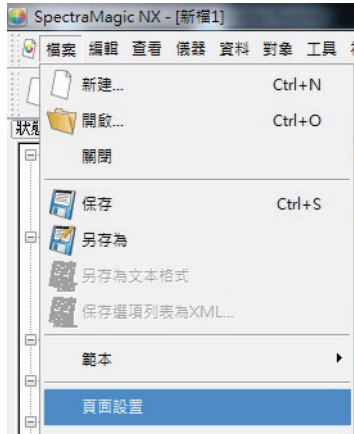 SpectraMagic NX - [新檔1]
檔案 編輯 查看 儀器 資料 對象 工具
新建... Ctrl+N
狀態
開啟... Ctrl+O
關閉
保存 Ctrl+S
另存為
另存為文本格式
保存選項列表為XML...
範本
頁面設置